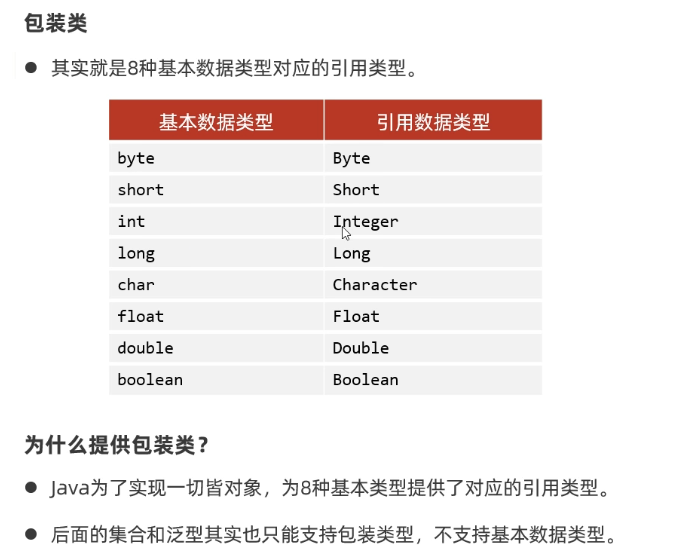 包装类
● 其实就是8种基本数据类型对应的引用类型。
基本数据类型 引用数据类型
byte Byte
short Short
int Integer
long Long
char Character
float Float
double Double
boolean Boolean
为什么提供包装类？
● Java为了实现一切皆对象，为8种基本类型提供了对应的引用类型。
● 后面的集合和泛型其实也只能支持包装类型，不支持基本数据类型。